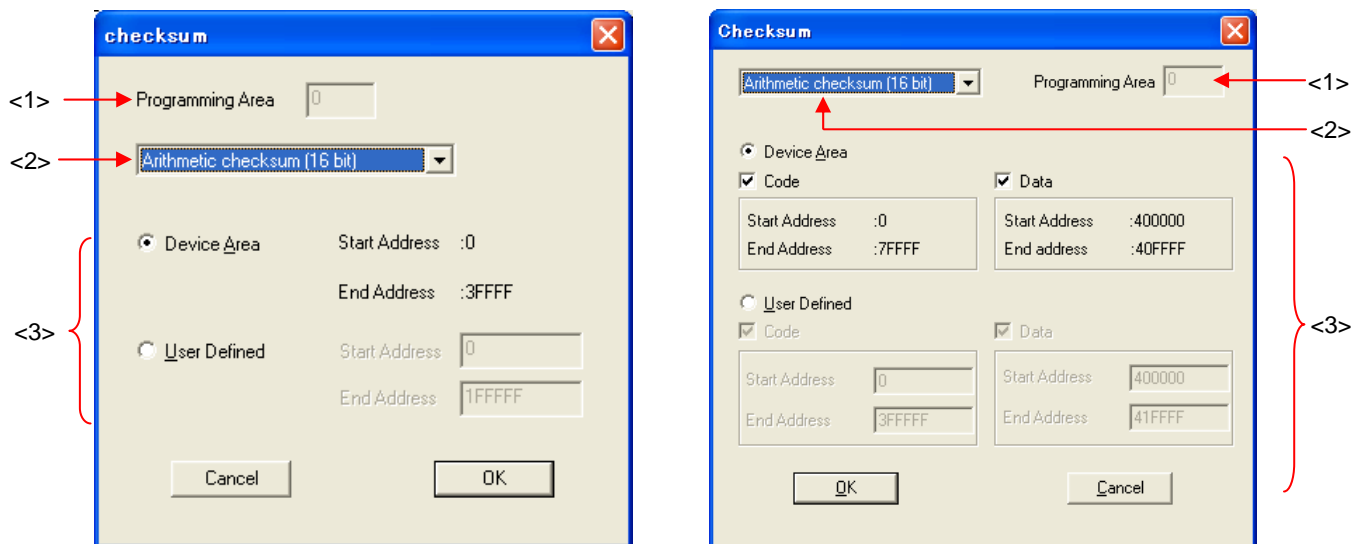 checksum
<1>
Programming Area
0
<2>
Arithmetic checksum (16 bit)
<3>
Device Area
Start Address :0
End Address :3FFFF
User Defined
Start Address 0
End Address 1FFFFF
Cancel
OK
Checksum
Arithmetic checksum (16 bit)
Programming Area 0
<1>
<2>
Device Area
Code
Data
Start Address :0
End Address :7FFFF
Start Address :400000
End address :40FFFF
User Defined
Code
Data
Start Address 0
End Address 3FFFFF
Start Address 400000
End Address 41FFFF
<3>
OK
Cancel